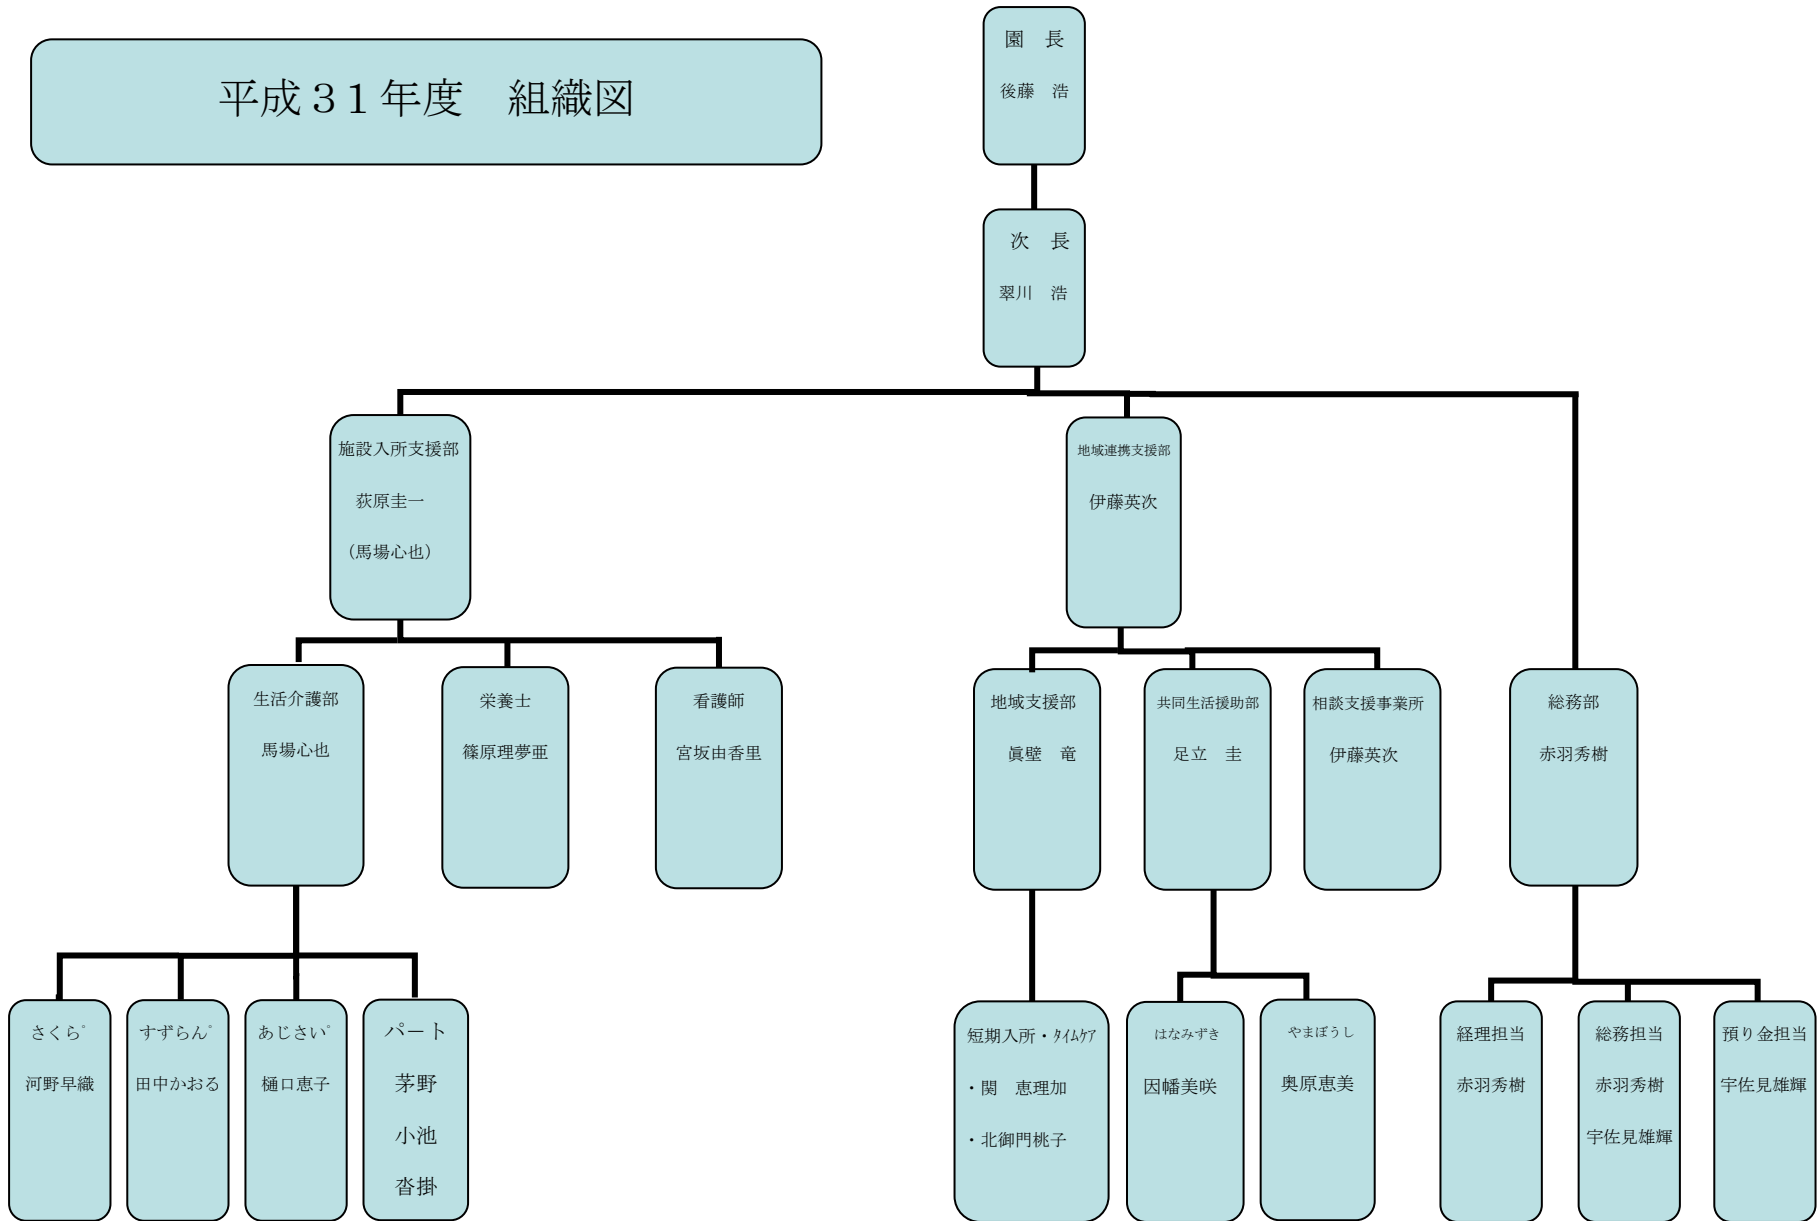 平成３１年度　組織図
園　長
後藤　浩
次　長
翠川　浩
施設入所支援部
荻原圭一
（馬場心也）
地域連携支援部
伊藤英次
生活介護部
馬場心也
栄養士
篠原理夢亜
看護師
宮坂由香里
地域支援部
眞壁　竜
共同生活援助部
足立　圭
相談支援事業所
伊藤英次
総務部
赤羽秀樹
さくら゜
河野早織
すずらん゜
田中かおる
あじさい゜
樋口恵子
パート
茅野
小池
沓掛
短期入所・ﾀｲﾑｹｱ
・関　恵理加
・北御門桃子
はなみずき
因幡美咲
やまぼうし
奥原恵美
経理担当
赤羽秀樹
総務担当
赤羽秀樹
宇佐見雄輝
預り金担当
宇佐見雄輝